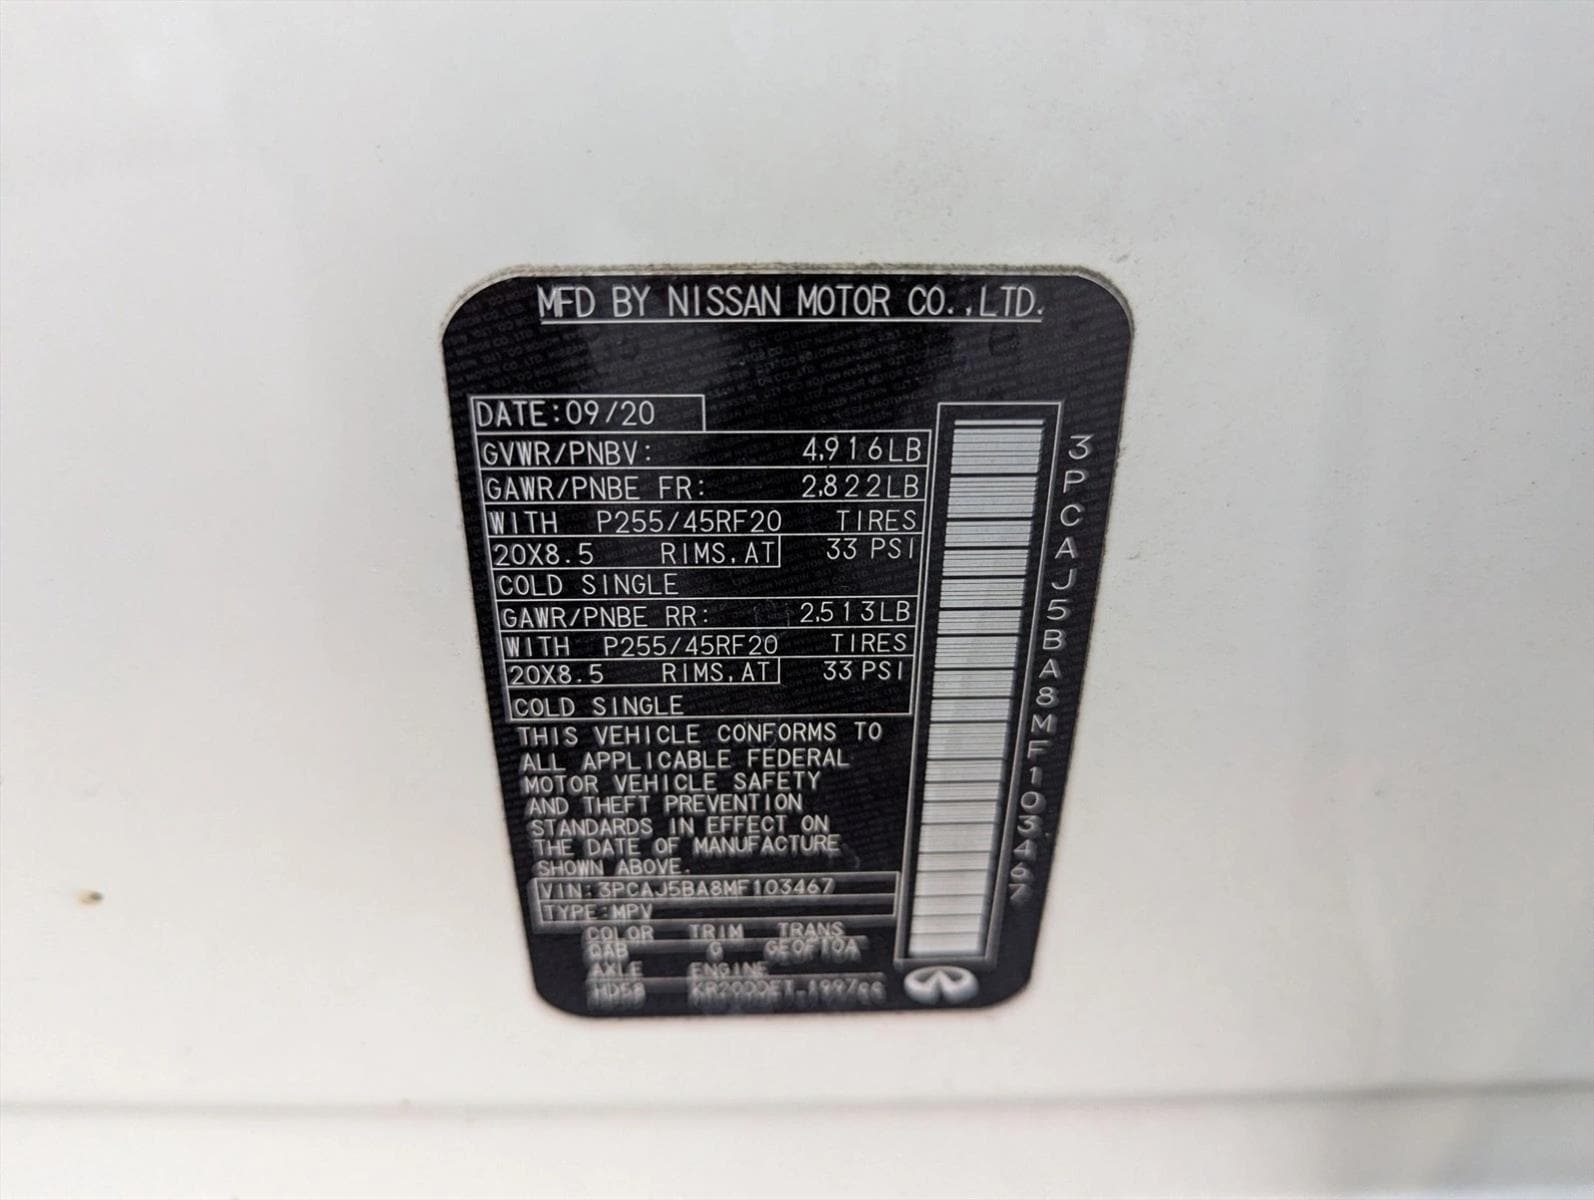 MFD BY NISSAN MOTOR CO.,LTD.
DATE:09/20
GVWR/PNBV: 4,916LB
GAWR/PNBE FR: 2,822LB
WITH P255/45RF20 TIRES
20X8.5 RIMS,AT 33 PSI
COLD SINGLE
GAWR/PNBE RR: 2,513LB
WITH P255/45RF20 TIRES
20X8.5 RIMS,AT 33 PSI
COLD SINGLE
THIS VEHICLE CONFORMS TO
ALL APPLICABLE FEDERAL
MOTOR VEHICLE SAFETY
AND THEFT PREVENTION
STANDARDS IN EFFECT ON
THE DATE OF MANUFACTURE
SHOWN ABOVE.
VIN:3PCAJ5BA8MF103467
TYPE:MPV
COLOR TRIM TRANS
QAB G
AXLE ENGINE
3PCAJ5BA8MF103467